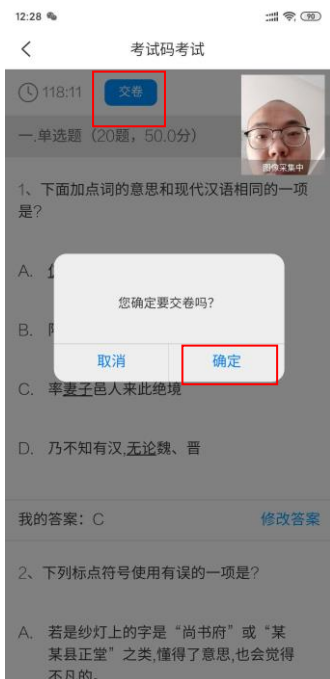 12:28
90
考试码考试
118:11 交卷
图像采集中
一.单选题（20题，50.0分）
1、下面加点词的意思和现代汉语相同的一项
是？
A.
您确定要交卷吗？
B.
取消 确定
C. 率妻子邑人来此绝境
D. 乃不知有汉,无论魏、晋
我的答案：C 修改答案
2、下列标点符号使用有误的一项是？
A. 若是纱灯上的字是“尚书府”或“某
某县正堂”之类,懂得了意思,也会觉得
不凡的。